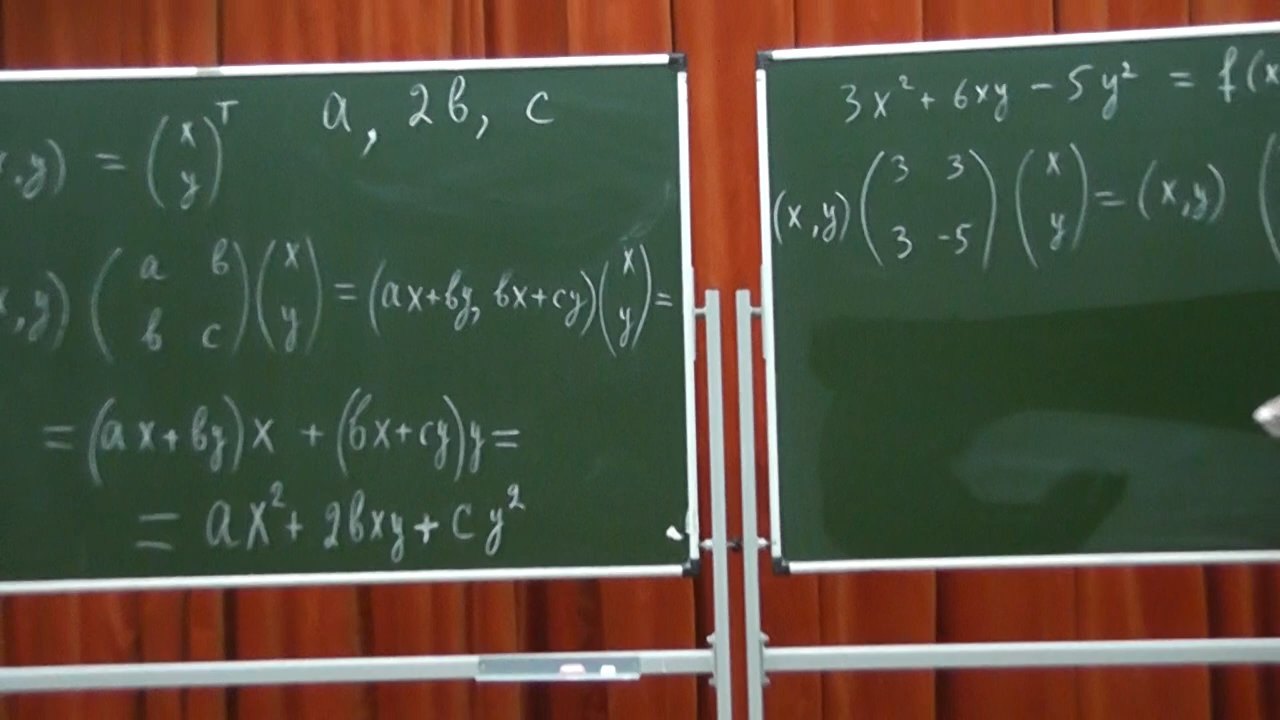 a, 2b, c
,y) = (x y)ᵀ
,y) (a b b c) (x y) = (ax+by, bx+cy) (x y) =
= (ax+by)x + (bx+cy)y =
= ax² + 2bxy + cy²
3x² + 6xy - 5y² = f(x
(x,y) (3 3 3 -5) (x y) = (x,y) (